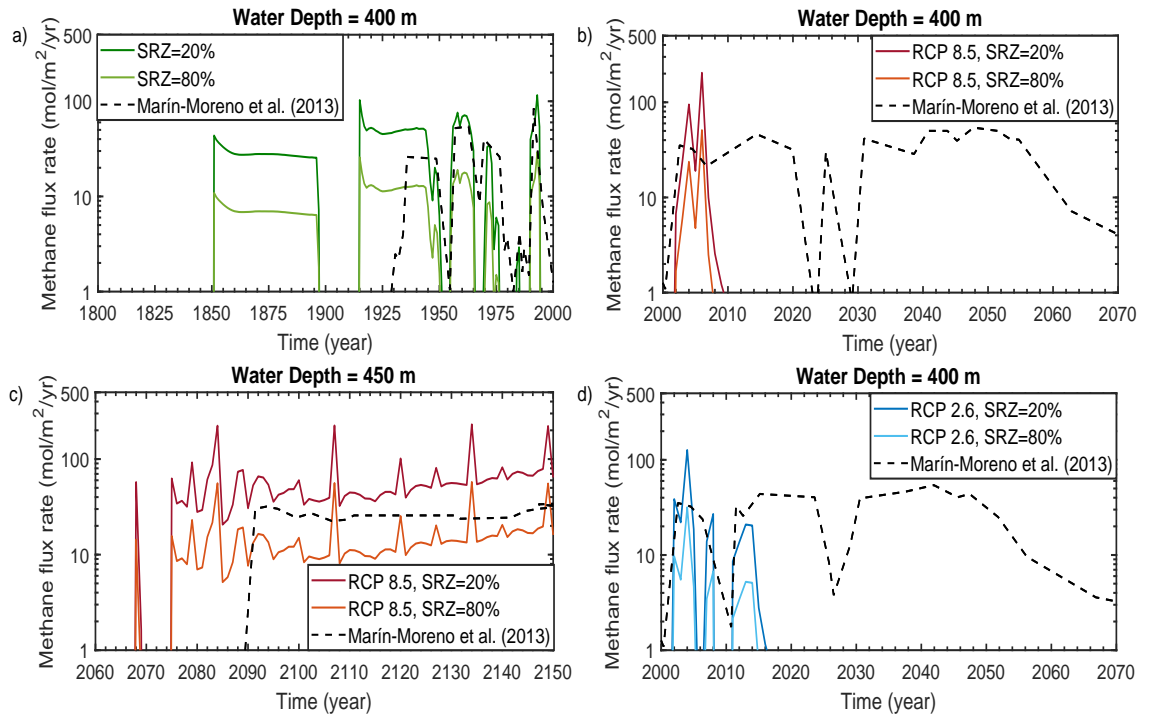 a)
Water Depth = 400 m
Methane flux rate (mol/m²/yr)
500
100
10
1
SRZ=20%
SRZ=80%
Marín-Moreno et al. (2013)
1800 1825 1850 1875 1900 1925 1950 1975 2000
Time (year)
b)
Water Depth = 400 m
Methane flux rate (mol/m²/yr)
500
100
10
1
RCP 8.5, SRZ=20%
RCP 8.5, SRZ=80%
Marín-Moreno et al. (2013)
2000 2010 2020 2030 2040 2050 2060 2070
Time (year)
c)
Water Depth = 450 m
Methane flux rate (mol/m²/yr)
500
100
10
1
RCP 8.5, SRZ=20%
RCP 8.5, SRZ=80%
Marín-Moreno et al. (2013)
2060 2070 2080 2090 2100 2110 2120 2130 2140 2150
Time (year)
d)
Water Depth = 400 m
Methane flux rate (mol/m²/yr)
500
100
10
1
RCP 2.6, SRZ=20%
RCP 2.6, SRZ=80%
Marín-Moreno et al. (2013)
2000 2010 2020 2030 2040 2050 2060 2070
Time (year)